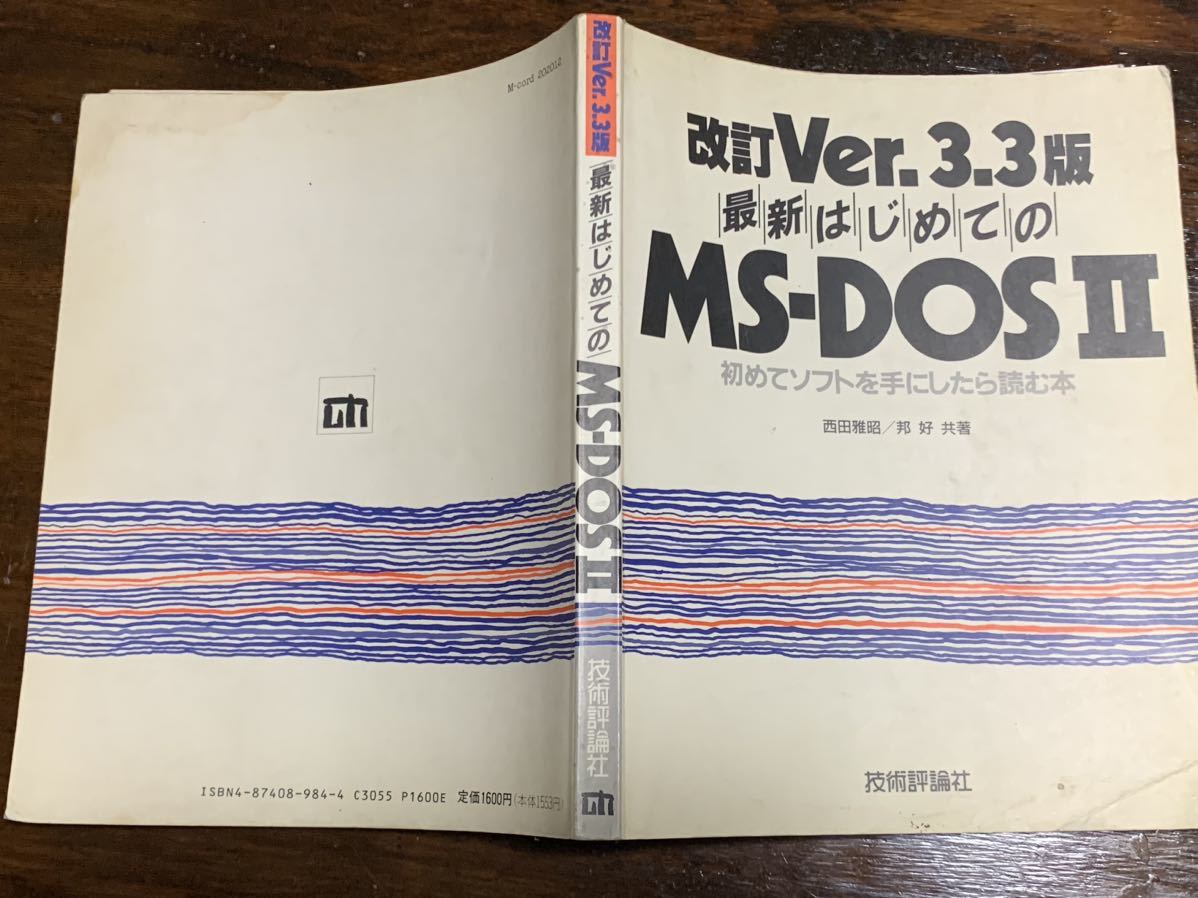 M-cord 202012
ISBN4-87408-984-4 C3055 P1600E 定価1600円(本体1553円)
改訂Ver.3.3版
最新はじめての
MS-DOSⅡ
技術評論社
改訂Ver.3.3版
最新はじめての
MS-DOSⅡ
初めてソフトを手にしたら読む本
西田雅昭/邦 好 共著
技術評論社